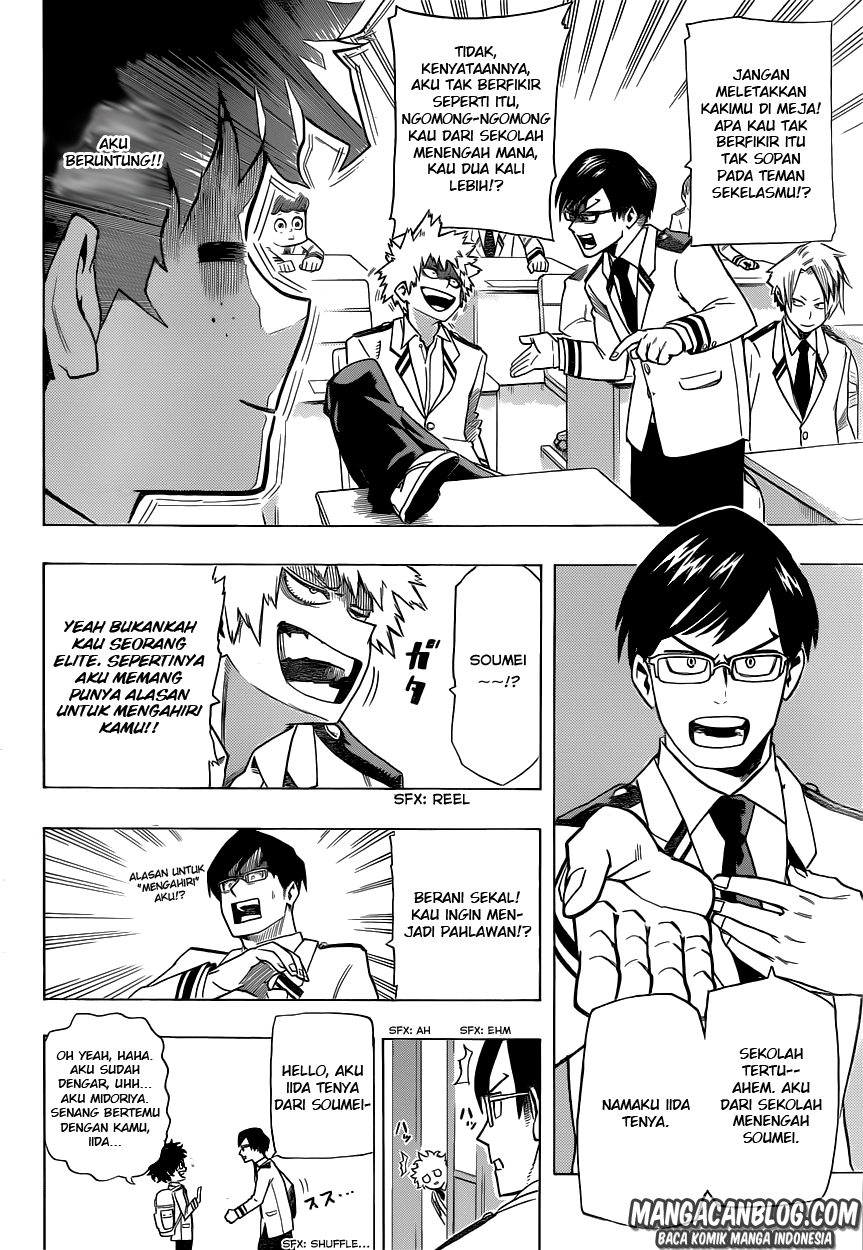 JANGAN
MELETAKKAN
KAKIMU DI MEJA!
APA KAU TAK
BERFIKIR ITU
TAK SOPAN
PADA TEMAN
SEKELASMU!?
TIDAK,
KENYATAANNYA,
AKU TAK BERFIKIR
SEPERTI ITU,
NGOMONG-NGOMONG
KAU DARI SEKOLAH
MENENGAH MANA,
KAU DUA KALI
LEBIH!?
AKU
BERUNTUNG!!
SEKOLAH
TERTU--
AHEM. AKU
DARI SEKOLAH
MENENGAH
SOUMEI.
NAMAKU IIDA
TENYA.
SOUMEI
~~!?
ガタ
SFX: REEL
YEAH BUKANKAH
KAU SEORANG
ELITE. SEPERTINYA
AKU MEMANG
PUNYA ALASAN
UNTUK MENGAHIRI
KAMU!!
BERANI SEKAL!
KAU INGIN MEN-
JADI PAHLAWAN!?
ALASAN UNTUK
"MENGAHIRI"
AKU!?
SFX: AH
SFX: EHM
HELLO, AKU
IIDA TENYA
DARI SOUMEI-
OH YEAH, HAHA.
AKU SUDAH
DENGAR, UHH...
AKU MIDORIYA.
SENANG BERTEMU
DENGAN KAMU,
IIDA...
スス...
SFX: SHUFFLE...
MANGACANBLOG.COM
BACA KOMIK MANGA INDONESIA